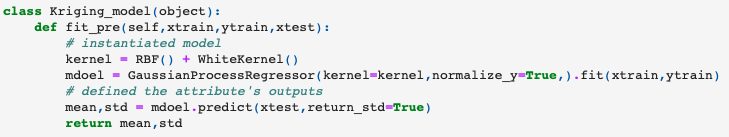 class Kriging_model(object):
    def fit_pre(self,xtrain,ytrain,xtest):
        # instantiated model
        kernel = RBF() + WhiteKernel()
        mdoel = GaussianProcessRegressor(kernel=kernel,normalize_y=True,).fit(xtrain,ytrain)
        # defined the attribute's outputs
        mean,std = mdoel.predict(xtest,return_std=True)
        return mean,std